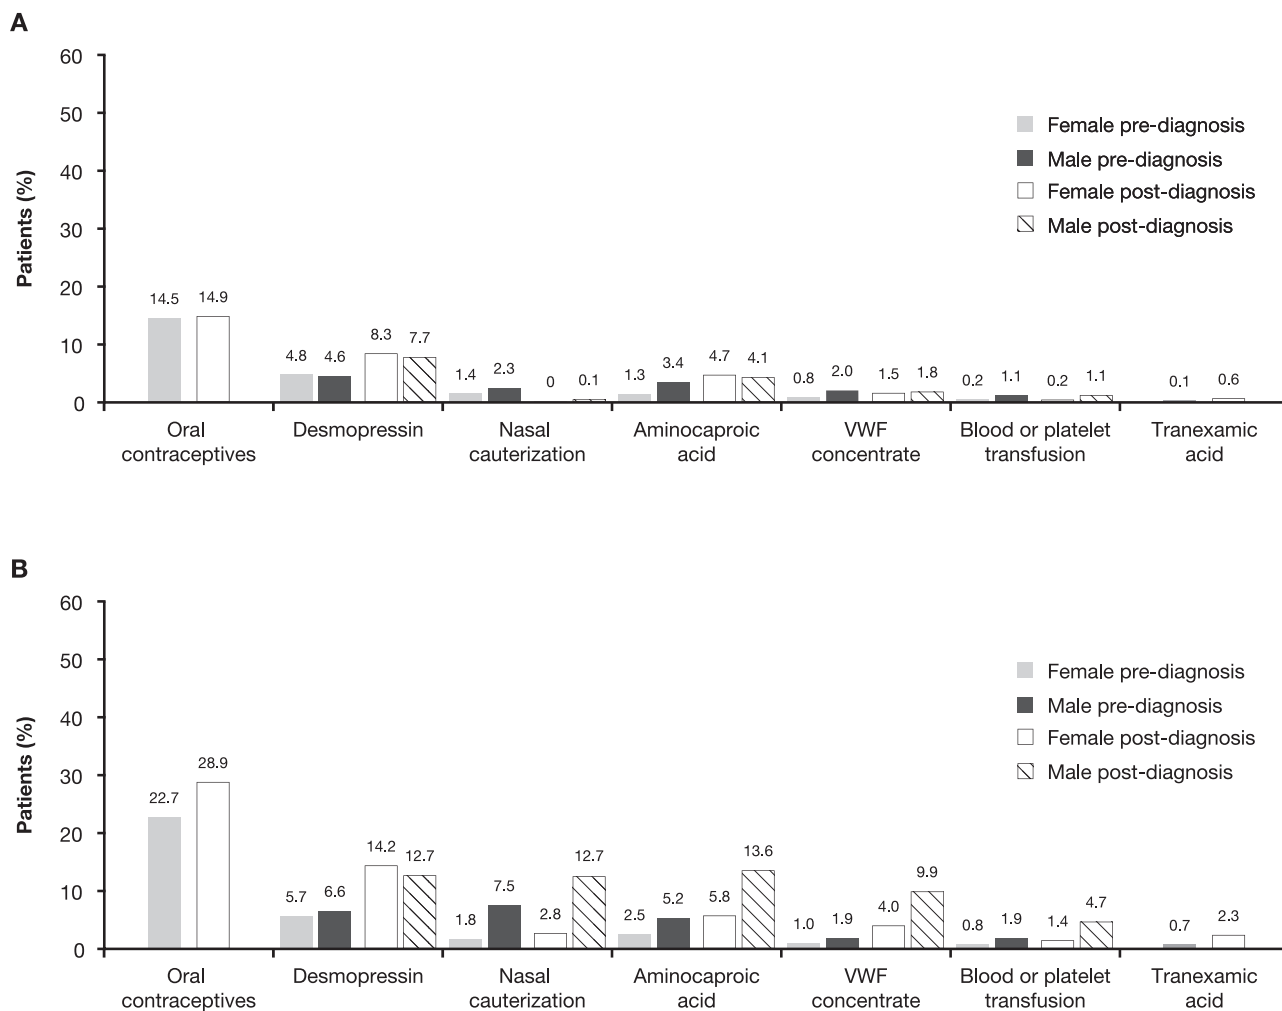 A
60
50
40
30
20
10
0
Patients (%)
Female pre-diagnosis
Male pre-diagnosis
Female post-diagnosis
Male post-diagnosis
14.5 14.9
4.8 4.6 8.3 7.7
1.4 2.3 0 0.1
1.3 3.4 4.7 4.1
0.8 2.0 1.5 1.8
0.2 1.1 0.2 1.1
0.1 0.6
Oral
contraceptives
Desmopressin
Nasal
cauterization
Aminocaproic
acid
VWF
concentrate
Blood or platelet
transfusion
Tranexamic
acid
B
60
50
40
30
20
10
0
Patients (%)
Female pre-diagnosis
Male pre-diagnosis
Female post-diagnosis
Male post-diagnosis
22.7 28.9
5.7 6.6 14.2 12.7
1.8 7.5 2.8 12.7
2.5 5.2 5.8 13.6
1.0 1.9 4.0 9.9
0.8 1.9 1.4 4.7
0.7 2.3
Oral
contraceptives
Desmopressin
Nasal
cauterization
Aminocaproic
acid
VWF
concentrate
Blood or platelet
transfusion
Tranexamic
acid